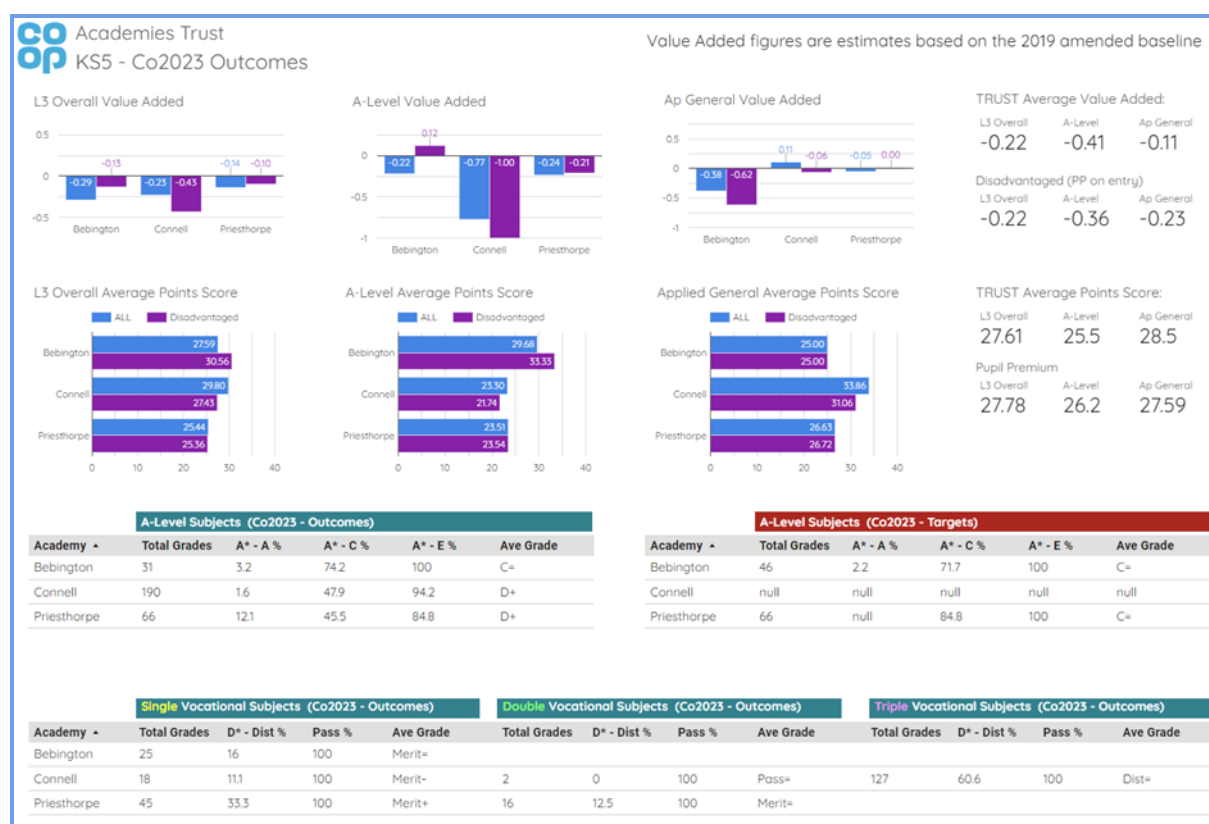 co
op
Academies Trust
KS5 - Co2023 Outcomes
Value Added figures are estimates based on the 2019 amended baseline
L3 Overall Value Added
0.5
0
-0.5
-0.29 -0.13 -0.23 -0.43 -0.14 -0.10
Bebington Connell Priesthorpe
A-Level Value Added
0
-0.5
-1
-0.22 0.12 -0.77 -1.00 -0.24 -0.21
Bebington Connell Priesthorpe
Ap General Value Added
0.5
0
-0.5
-1
-0.38 -0.62 0.11 -0.06 -0.05 0.00
Bebington Connell Priesthorpe
TRUST Average Value Added:
L3 Overall A-Level Ap General
-0.22 -0.41 -0.11
Disadvantaged (PP on entry)
L3 Overall A-Level Ap General
-0.22 -0.36 -0.23
L3 Overall Average Points Score
ALL Disadvantaged
Bebington 27.59
30.56
Connell 29.80
27.43
Priesthorpe 25.44
25.36
0 10 20 30 40
A-Level Average Points Score
ALL Disadvantaged
Bebington 29.68
33.33
Connell 23.30
21.74
Priesthorpe 23.51
23.54
0 10 20 30 40
Applied General Average Points Score
ALL Disadvantaged
Bebington 25.00
25.00
Connell 33.86
31.06
Priesthorpe 26.63
26.72
0 10 20 30 40
TRUST Average Points Score:
L3 Overall A-Level Ap General
27.61 25.5 28.5
Pupil Premium
L3 Overall A-Level Ap General
27.78 26.2 27.59
A-Level Subjects (Co2023 - Outcomes)
Academy Total Grades A* - A % A* - C % A* - E % Ave Grade
Bebington 31 3.2 74.2 100 C=
Connell 190 1.6 47.9 94.2 D+
Priesthorpe 66 12.1 45.5 84.8 D+
A-Level Subjects (Co2023 - Targets)
Academy Total Grades A* - A % A* - C % A* - E % Ave Grade
Bebington 46 2.2 71.7 100 C=
Connell null null null null null
Priesthorpe 66 null 84.8 100 C=
Single Vocational Subjects (Co2023 - Outcomes) Double Vocational Subjects (Co2023 - Outcomes) Triple Vocational Subjects (Co2023 - Outcomes)
Academy Total Grades D* - Dist % Pass % Ave Grade Total Grades D* - Dist % Pass % Ave Grade Total Grades D* - Dist % Pass % Ave Grade
Bebington 25 16 100 Merit=
Connell 18 11.1 100 Merit- 2 0 100 Pass= 127 60.6 100 Dist=
Priesthorpe 45 33.3 100 Merit+ 16 12.5 100 Merit=